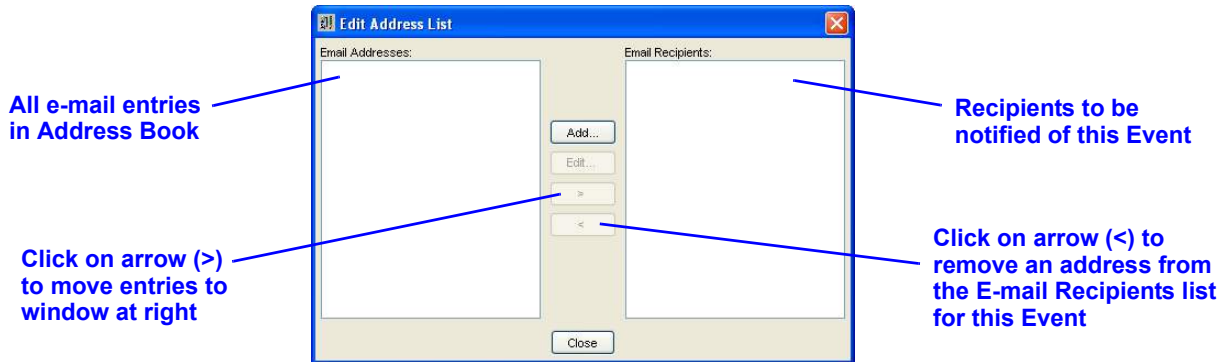 Edit Address List
Email Addresses:
Email Recipients:
All e-mail entries
in Address Book
Recipients to be
notified of this Event
Add...
Edit...
>
<
Click on arrow (>)
to move entries to
window at right
Click on arrow (<) to
remove an address from
the E-mail Recipients list
for this Event
Close